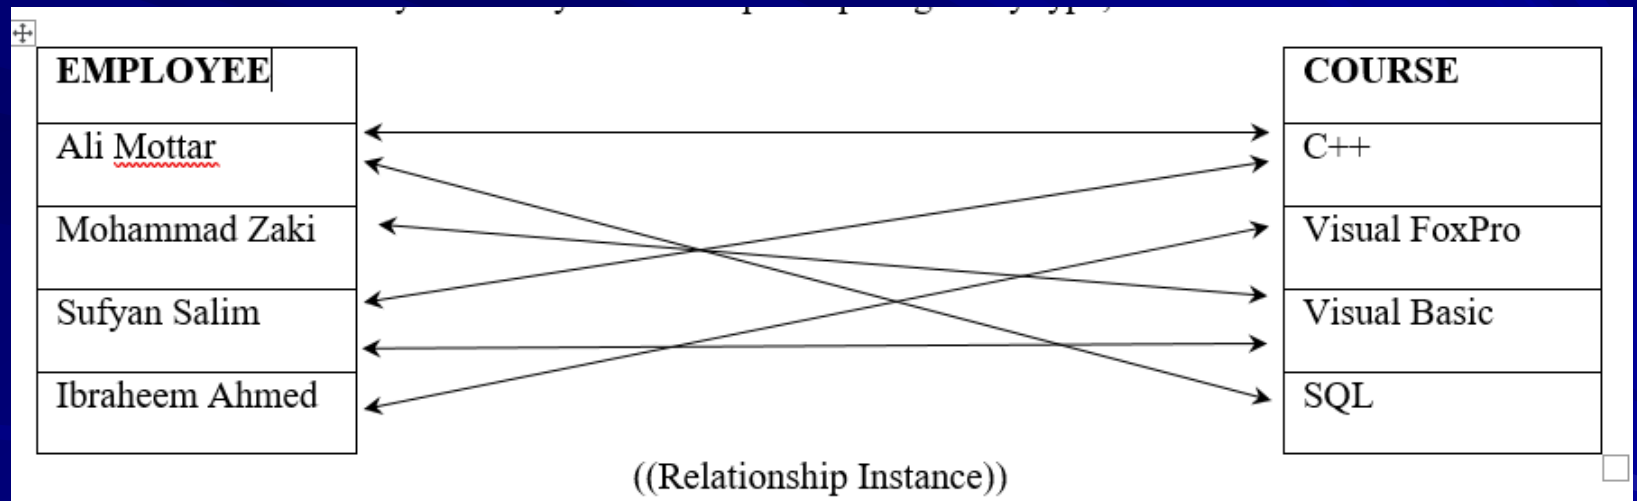 EMPLOYEE
Ali Mottar
Mohammad Zaki
Sufyan Salim
Ibraheem Ahmed
COURSE
C++
Visual FoxPro
Visual Basic
SQL
((Relationship Instance))